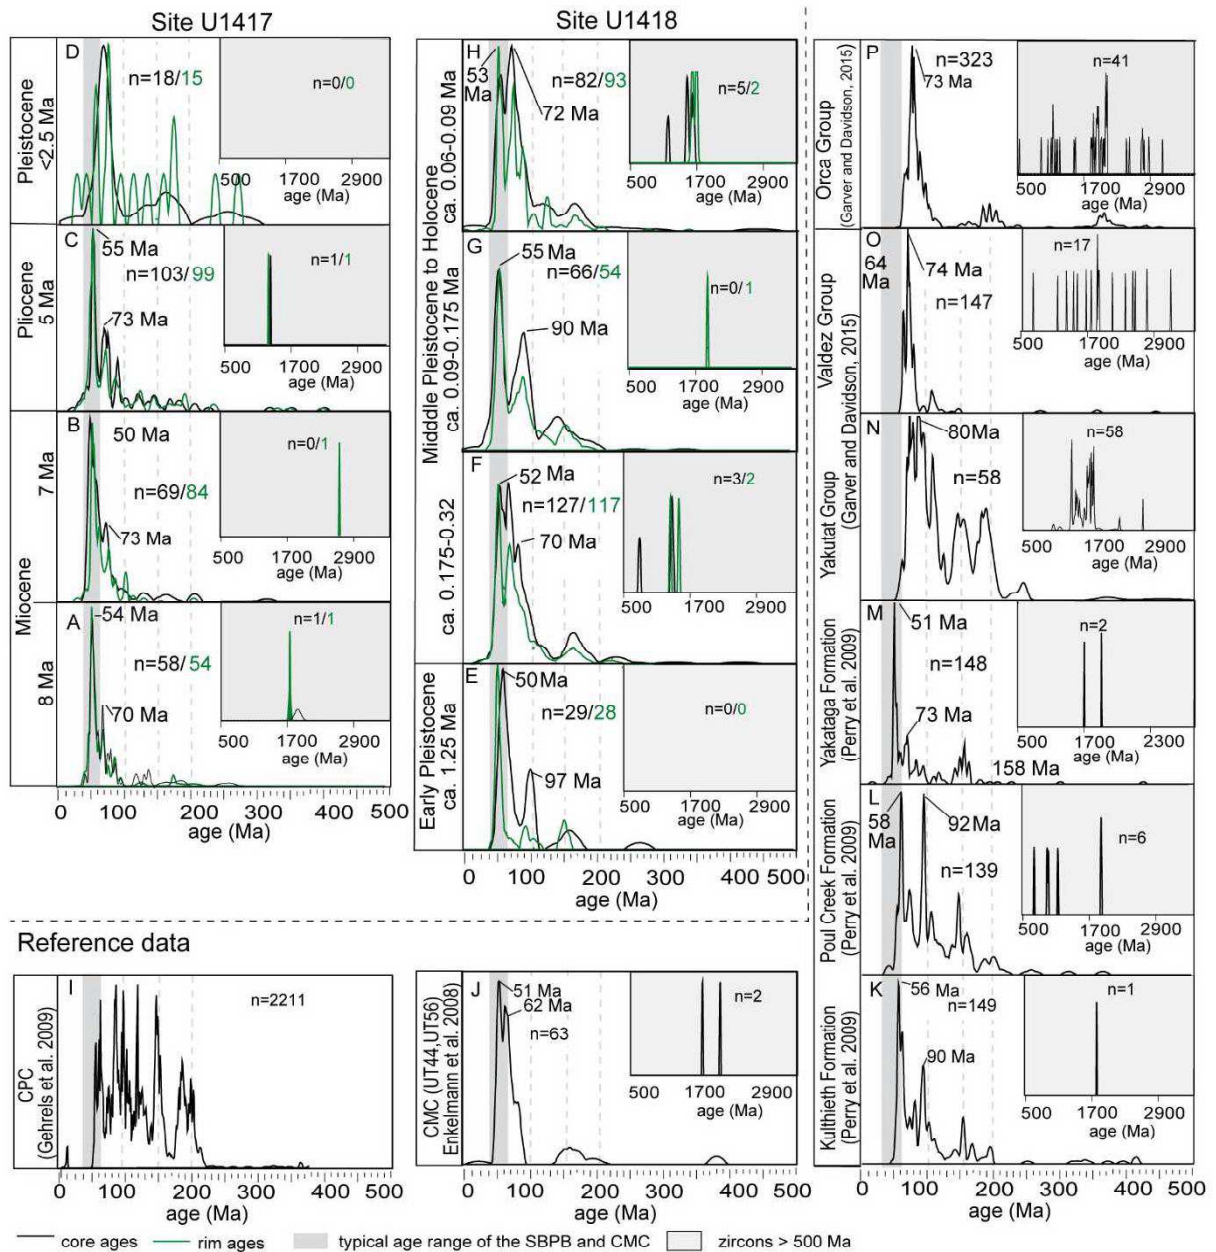 Site U1417
Site U1418
D
Pleistocene
<2.5 Ma
n=18/15
n=0/0
500 1700 2900
age (Ma)
C
Pliocene
5 Ma
55 Ma
n=103/99
73 Ma
n=1/1
500 1700 2900
age (Ma)
B
Miocene
7 Ma
50 Ma
n=69/84
73 Ma
n=0/1
500 1700 2900
age (Ma)
A
8 Ma
54 Ma
n=58/54
70 Ma
n=1/1
500 1700 2900
age (Ma)
0 100 200 300 400 500
age (Ma)
Midddle Pleistocene to Holocene
H
ca. 0.06-0.09 Ma
53
Ma
n=82/93
72 Ma
n=5/2
500 1700 2900
age (Ma)
G
ca. 0.09-0.175 Ma
55 Ma
n=66/54
90 Ma
n=0/1
500 1700 2900
age (Ma)
F
ca. 0.175-0.32
52 Ma
n=127/117
70 Ma
n=3/2
500 1700 2900
age (Ma)
E
Early Pleistocene
ca. 1.25 Ma
50 Ma
n=29/28
97 Ma
n=0/0
500 1700 2900
age (Ma)
0 100 200 300 400 500
age (Ma)
P
Orca Group
(Garver and Davidson, 2015)
n=323
73 Ma
n=41
500 1700 2900
age (Ma)
O
Valdez Group
(Garver and Davidson, 2015)
64
Ma
74 Ma
n=147
n=17
500 1700 2900
age (Ma)
N
Yakutat Group
(Garver and Davidson, 2015)
80Ma
n=58
n=58
500 1700 2900
age (Ma)
M
Yakataga Formation
(Perry et al. 2009)
51 Ma
n=148
73 Ma
158 Ma
n=2
500 1700 2300
age (Ma)
L
Poul Creek Formation
(Perry et al. 2009)
58
Ma
92Ma
n=139
n=6
500 1700 2900
age (Ma)
K
Kulthieth Formation
(Perry et al. 2009)
56 Ma
n=149
90 Ma
n=1
500 1700 2900
age (Ma)
0 100 200 300 400 500
age (Ma)
Reference data
I
CPC
(Gehrels et al. 2009)
n=2211
0 100 200 300 400 500
age (Ma)
J
CMC (UT44,UT56)
Enkelmann et al. 2008)
51 Ma
62 Ma
n=63
n=2
500 1700 2900
age (Ma)
0 100 200 300 400 500
age (Ma)
core ages rim ages typical age range of the SBPB and CMC zircons > 500 Ma